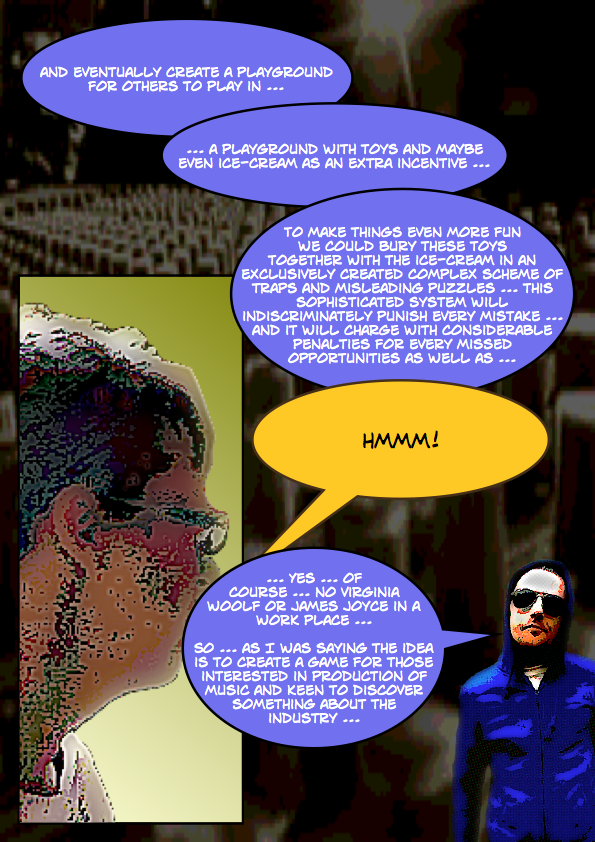 AND EVENTUALLY CREATE A PLAYGROUND
FOR OTHERS TO PLAY IN ...
... A PLAYGROUND WITH TOYS AND MAYBE
EVEN ICE-CREAM AS AN EXTRA INCENTIVE ...
TO MAKE THINGS EVEN MORE FUN
WE COULD BURY THESE TOYS
TOGETHER WITH THE ICE-CREAM IN AN
EXCLUSIVELY CREATED COMPLEX SCHEME OF
TRAPS AND MISLEADING PUZZLES ... THIS
SOPHISTICATED SYSTEM WILL
INDISCRIMINATELY PUNISH EVERY MISTAKE ...
AND IT WILL CHARGE WITH CONSIDERABLE
PENALTIES FOR EVERY MISSED
OPPORTUNITIES AS WELL AS ...
HMMM!
... YES ... OF
COURSE ... NO VIRGINIA
WOOLF OR JAMES JOYCE IN A
WORK PLACE ...
SO ... AS I WAS SAYING THE IDEA
IS TO CREATE A GAME FOR THOSE
INTERESTED IN PRODUCTION OF
MUSIC AND KEEN TO DISCOVER
SOMETHING ABOUT THE
INDUSTRY ...